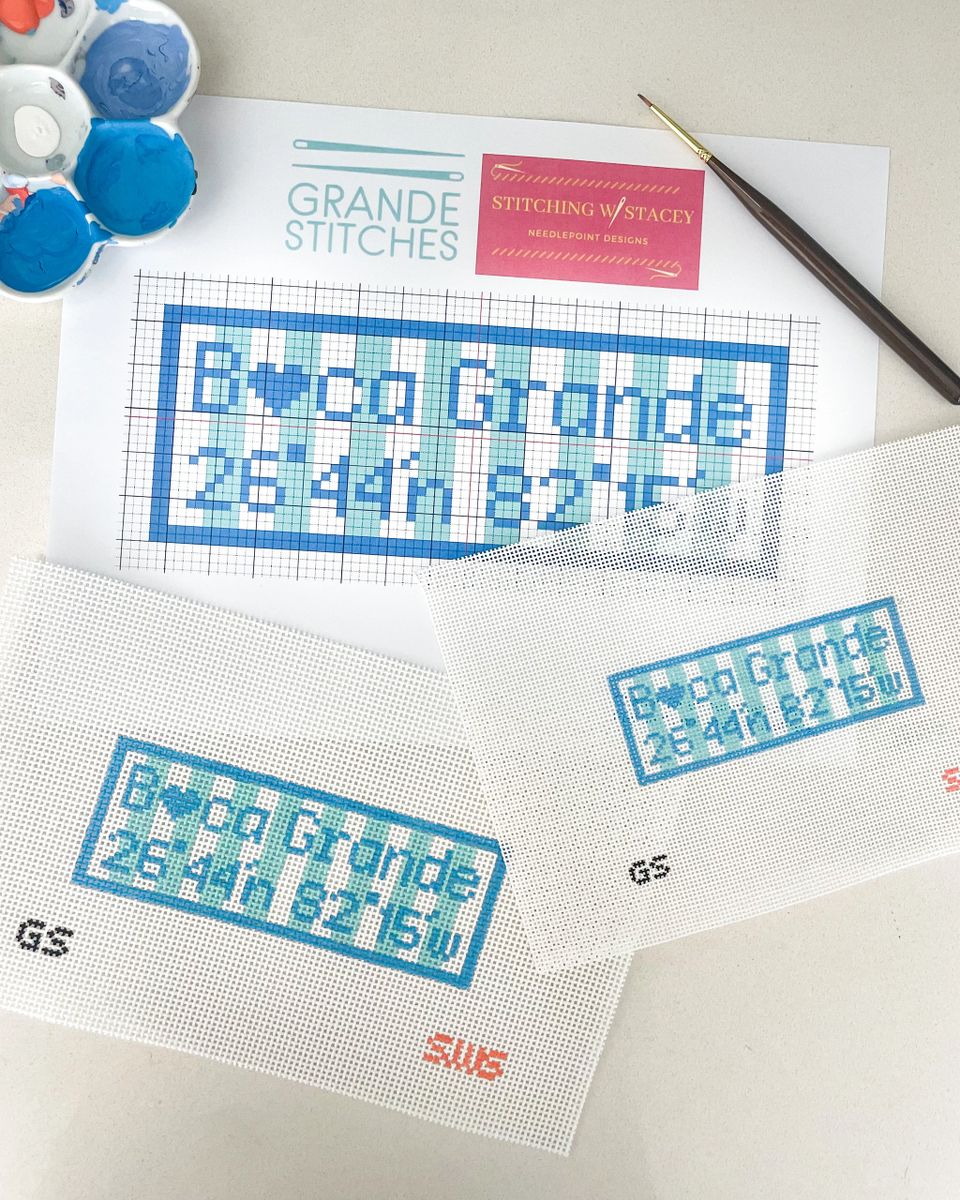 GRANDE
STITCHES
STITCHING W/ STACEY
NEEDLEPOINT DESIGNS
B♥ca Grande
26°44'n 82°15'
B♥ca Grande
26°44'n 82°15'w
GS
B♥ca Grande
26°44'n 82°15'w
GS
SWS